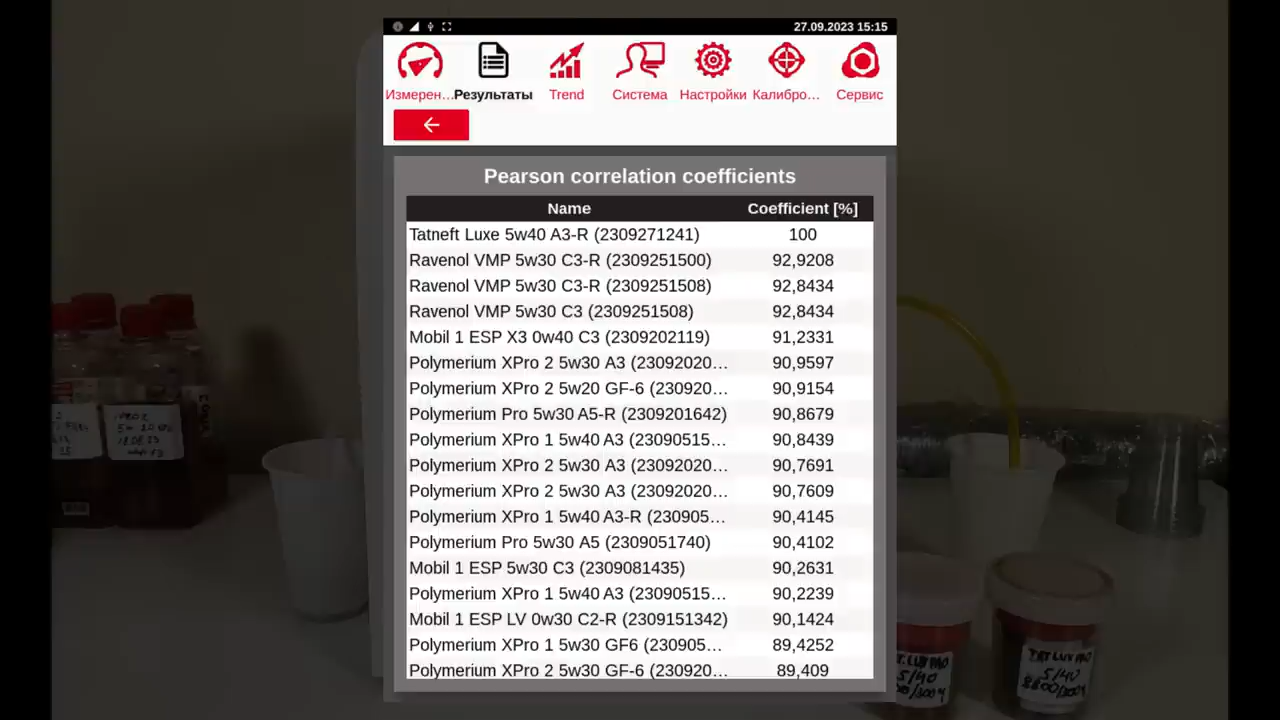 27.09.2023 15:15
Измерен... Результаты Trend Система Настройки Калибро... Сервис
Pearson correlation coefficients
Name Coefficient [%]
Tatneft Luxe 5w40 A3-R (2309271241) 100
Ravenol VMP 5w30 C3-R (2309251500) 92,9208
Ravenol VMP 5w30 C3-R (2309251508) 92,8434
Ravenol VMP 5w30 C3 (2309251508) 92,8434
Mobil 1 ESP X3 0w40 C3 (2309202119) 91,2331
Polymerium XPro 2 5w30 A3 (23092020... 90,9597
Polymerium XPro 2 5w20 GF-6 (230920... 90,9154
Polymerium Pro 5w30 A5-R (2309201642) 90,8679
Polymerium XPro 1 5w40 A3 (23090515... 90,8439
Polymerium XPro 2 5w30 A3 (23092020... 90,7691
Polymerium XPro 2 5w30 A3 (23092020... 90,7609
Polymerium XPro 1 5w40 A3-R (230905... 90,4145
Polymerium Pro 5w30 A5 (2309051740) 90,4102
Mobil 1 ESP 5w30 C3 (2309081435) 90,2631
Polymerium XPro 1 5w40 A3 (23090515... 90,2239
Mobil 1 ESP LV 0w30 C2-R (2309151342) 90,1424
Polymerium XPro 1 5w30 GF6 (230905... 89,4252
Polymerium XPro 2 5w30 GF-6 (230920... 89,409
5/40
5/40